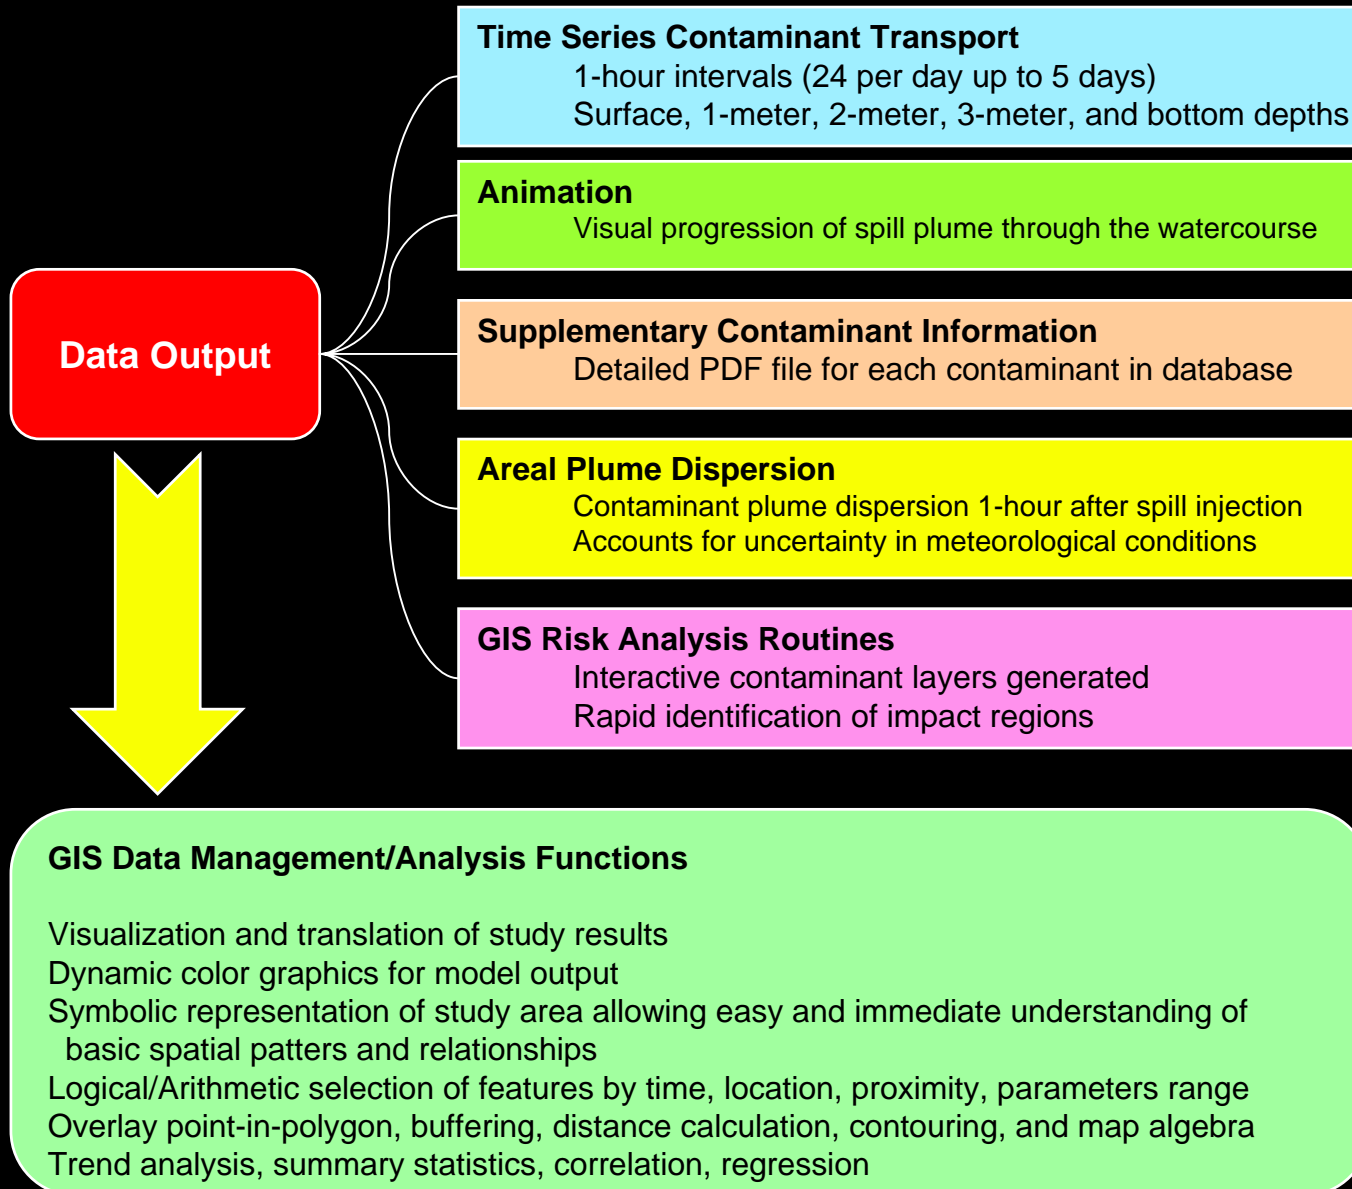 Time Series Contaminant Transport
1-hour intervals (24 per day up to 5 days)
Surface, 1-meter, 2-meter, 3-meter, and bottom depths
Animation
Visual progression of spill plume through the watercourse
Data Output
Supplementary Contaminant Information
Detailed PDF file for each contaminant in database
Areal Plume Dispersion
Contaminant plume dispersion 1-hour after spill injection
Accounts for uncertainty in meteorological conditions
GIS Risk Analysis Routines
Interactive contaminant layers generated
Rapid identification of impact regions
GIS Data Management/Analysis Functions
Visualization and translation of study results
Dynamic color graphics for model output
Symbolic representation of study area allowing easy and immediate understanding of
basic spatial patters and relationships
Logical/Arithmetic selection of features by time, location, proximity, parameters range
Overlay point-in-polygon, buffering, distance calculation, contouring, and map algebra
Trend analysis, summary statistics, correlation, regression